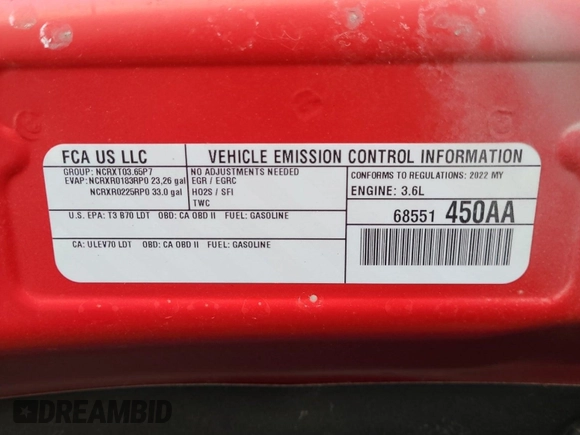 FCA US LLC
VEHICLE EMISSION CONTROL INFORMATION
GROUP: NCRXT03.65P7
EVAP: NCRXR0183RP0 23,26 gal
NCRXR0225RP0 33.0 gal
NO ADJUSTMENTS NEEDED
EGR / EGRC
HO2S / SFI
TWC
CONFORMS TO REGULATIONS: 2022 MY
ENGINE: 3.6L
U.S. EPA: T3 B70 LDT OBD: CA OBD II FUEL: GASOLINE
68551 450AA
CA: ULEV70 LDT OBD: CA OBD II FUEL: GASOLINE
DREAMBID